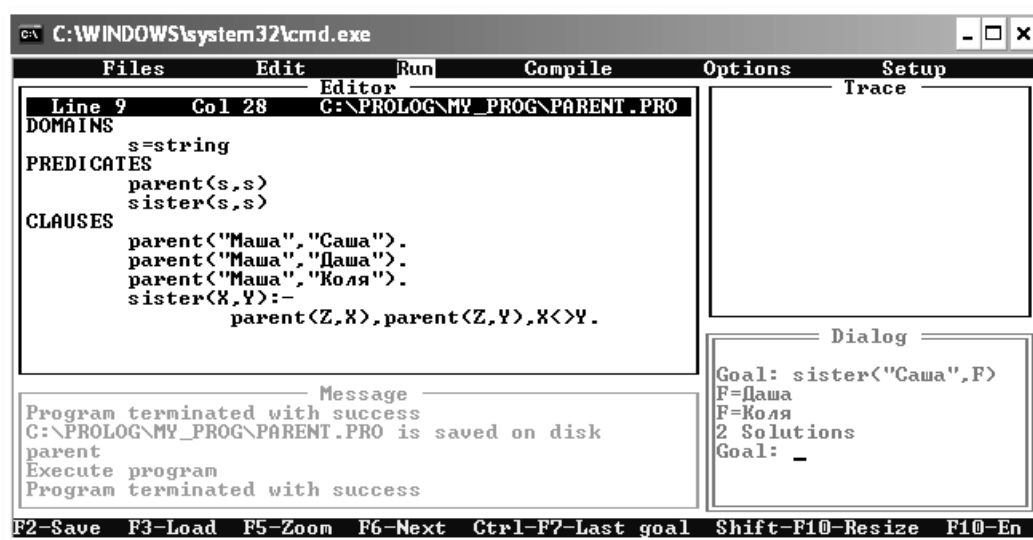 C:\WINDOWS\system32\cmd.exe
Files Edit Run Compile Options Setup
Editor
Line 9 Col 28 C:\PROLOG\MY_PROG\PARENT.PRO
DOMAINS
s=string
PREDICATES
parent(s,s)
sister(s,s)
CLAUSES
parent("Маша","Саша").
parent("Маша","Даша").
parent("Маша","Коля").
sister(X,Y):-
parent(Z,X),parent(Z,Y),X<>Y.
Message
Program terminated with success
C:\PROLOG\MY_PROG\PARENT.PRO is saved on disk
parent
Execute program
Program terminated with success
Trace
Dialog
Goal: sister("Саша",F)
F=Даша
F=Коля
2 Solutions
Goal: _
F2-Save F3-Load F5-Zoom F6-Next Ctrl-F7-Last goal Shift-F10-Resize F10-En